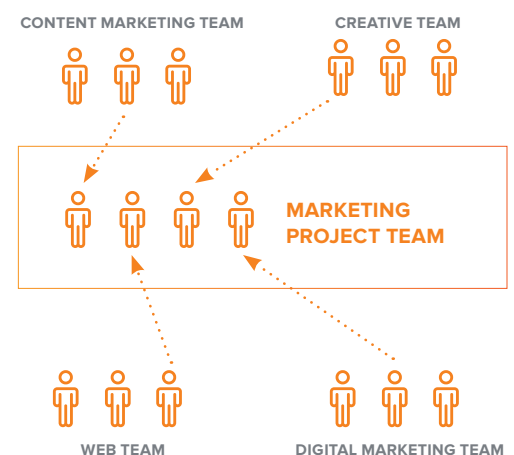 CONTENT MARKETING TEAM
CREATIVE TEAM
MARKETING
PROJECT TEAM
WEB TEAM
DIGITAL MARKETING TEAM